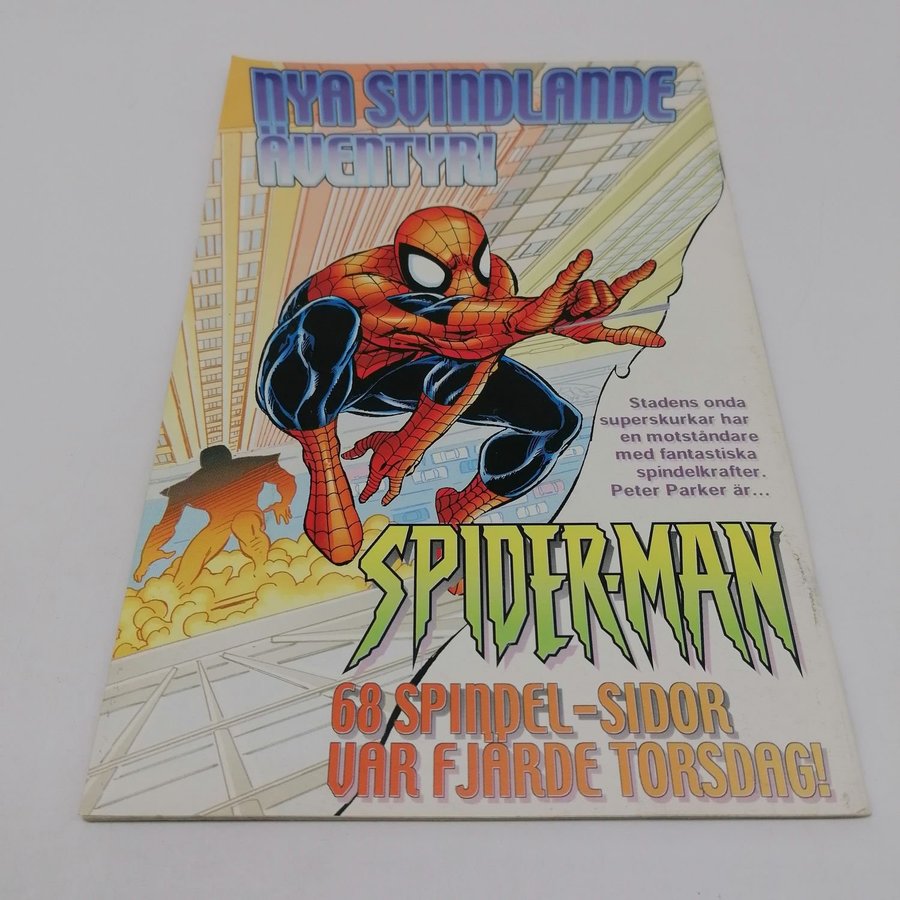 NYA SVINDLANDE
ÄVENTYR!
Stadens onda
superskurkar har
en motståndare
med fantastiska
spindelkrafter.
Peter Parker är...
SPIDER-MAN
68 SPINDEL-SIDOR
VAR FJÄRDE TORSDAG!